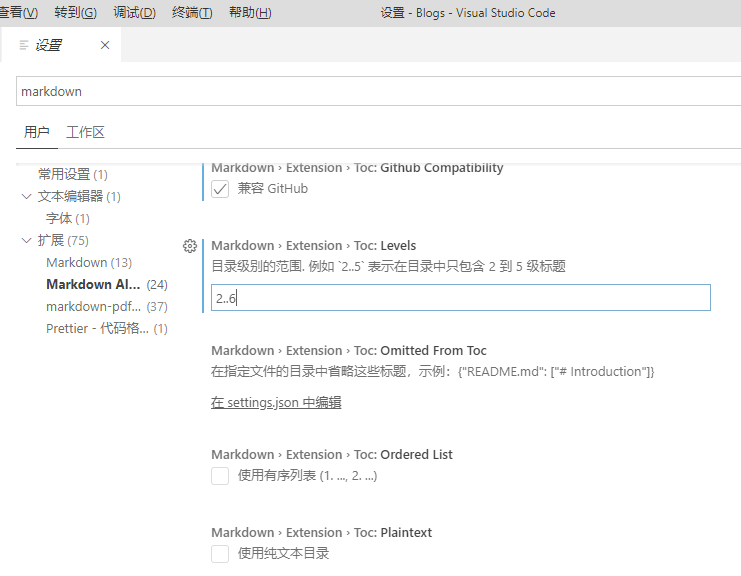 查看(V) 转到(G) 调试(D) 终端(T) 帮助(H) 设置 - Blogs - Visual Studio Code
设置
markdown
用户 工作区
常用设置 (1)
文本编辑器 (1)
字体 (1)
扩展 (75)
Markdown (13)
Markdown Al... (24)
markdown-pdf... (37)
Prettier - 代码格... (1)
Markdown › Extension › Toc: Github Compatibility
兼容 GitHub
Markdown › Extension › Toc: Levels
目录级别的范围. 例如 `2..5` 表示在目录中只包含 2 到 5 级标题
2..6
Markdown › Extension › Toc: Omitted From Toc
在指定文件的目录中省略这些标题，示例：{"README.md": ["# Introduction"]}
在 settings.json 中编辑
Markdown › Extension › Toc: Ordered List
使用有序列表 (1. ..., 2. ...)
Markdown › Extension › Toc: Plaintext
使用纯文本目录